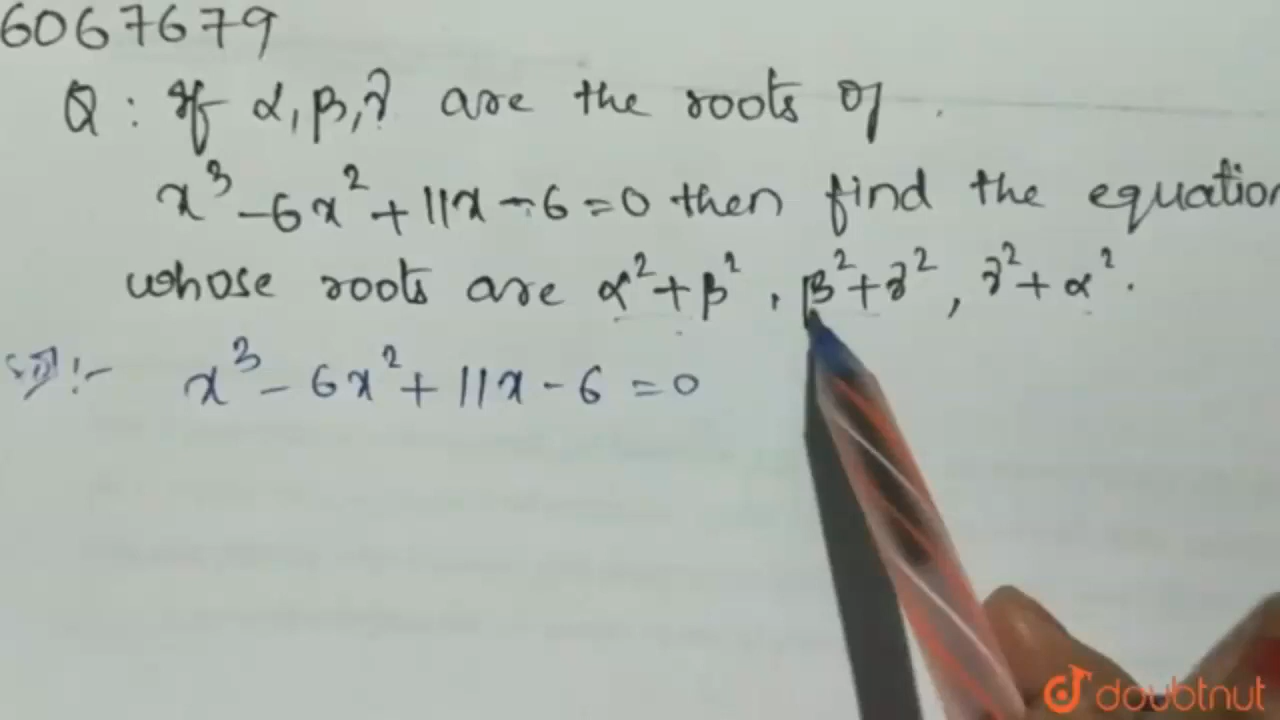 6067679
Q : If α, β, γ are the roots of
x³ - 6x² + 11x - 6 = 0 then find the equation
whose roots are α² + β², β² + γ², γ² + α².
Sol :- x³ - 6x² + 11x - 6 = 0
doubtnut